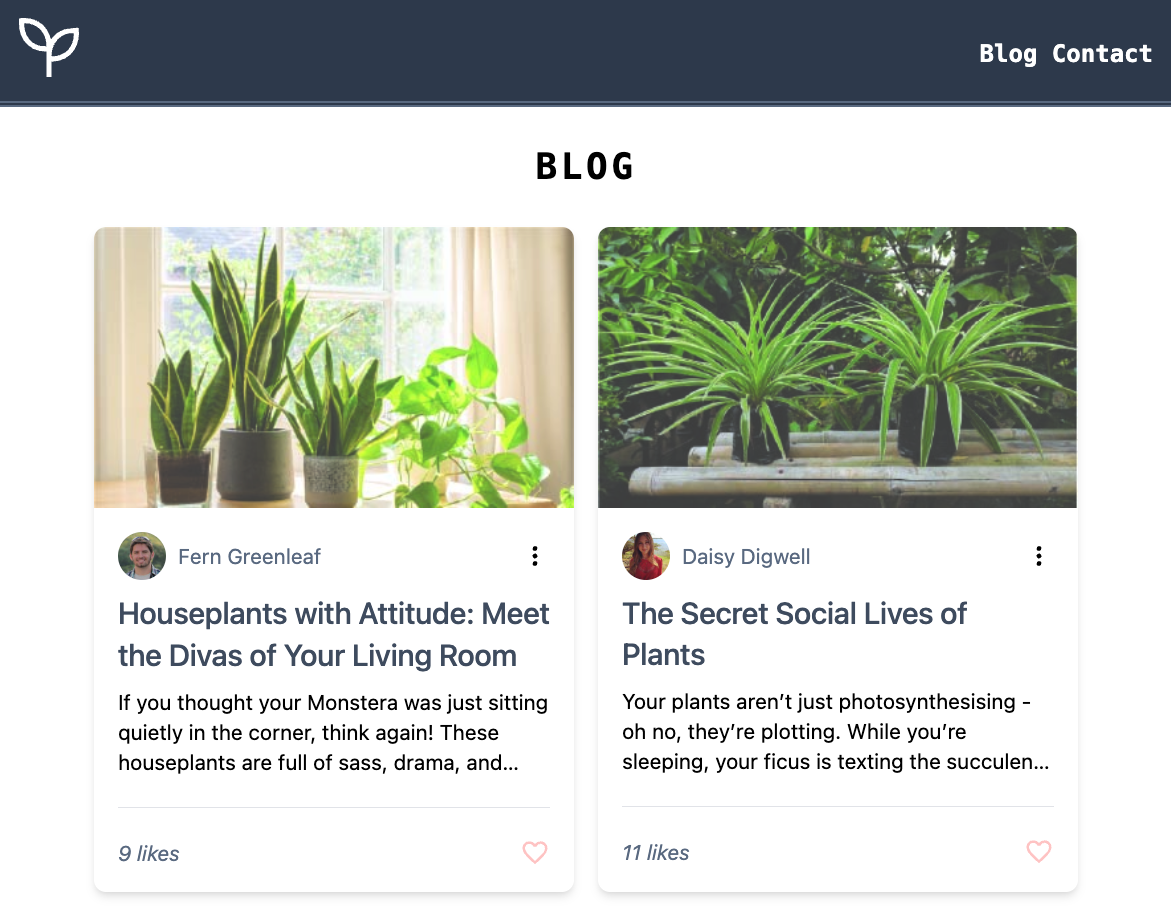 Blog Contact
BLOG
Fern Greenleaf
Houseplants with Attitude: Meet
the Divas of Your Living Room
If you thought your Monstera was just sitting
quietly in the corner, think again! These
houseplants are full of sass, drama, and...
9 likes
Daisy Digwell
The Secret Social Lives of
Plants
Your plants aren’t just photosynthesising -
oh no, they’re plotting. While you’re
sleeping, your ficus is texting the succulen...
11 likes